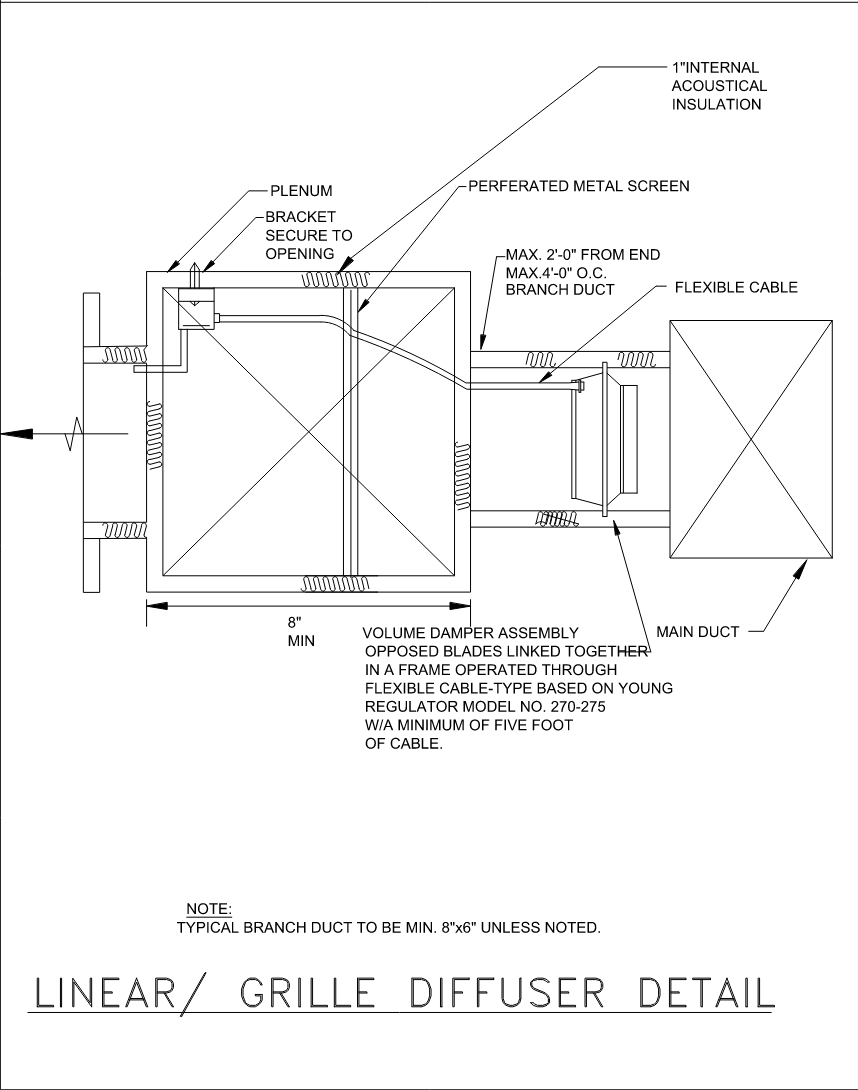 1"INTERNAL
ACOUSTICAL
INSULATION
PLENUM
PERFERATED METAL SCREEN
BRACKET
SECURE TO
OPENING
MAX. 2'-0" FROM END
MAX.4'-0" O.C.
BRANCH DUCT
FLEXIBLE CABLE
8"
MIN
VOLUME DAMPER ASSEMBLY
OPPOSED BLADES LINKED TOGETHER
IN A FRAME OPERATED THROUGH
FLEXIBLE CABLE-TYPE BASED ON YOUNG
REGULATOR MODEL NO. 270-275
W/A MINIMUM OF FIVE FOOT
OF CABLE.
MAIN DUCT
NOTE:
TYPICAL BRANCH DUCT TO BE MIN. 8"x6" UNLESS NOTED.
LINEAR/ GRILLE DIFFUSER DETAIL